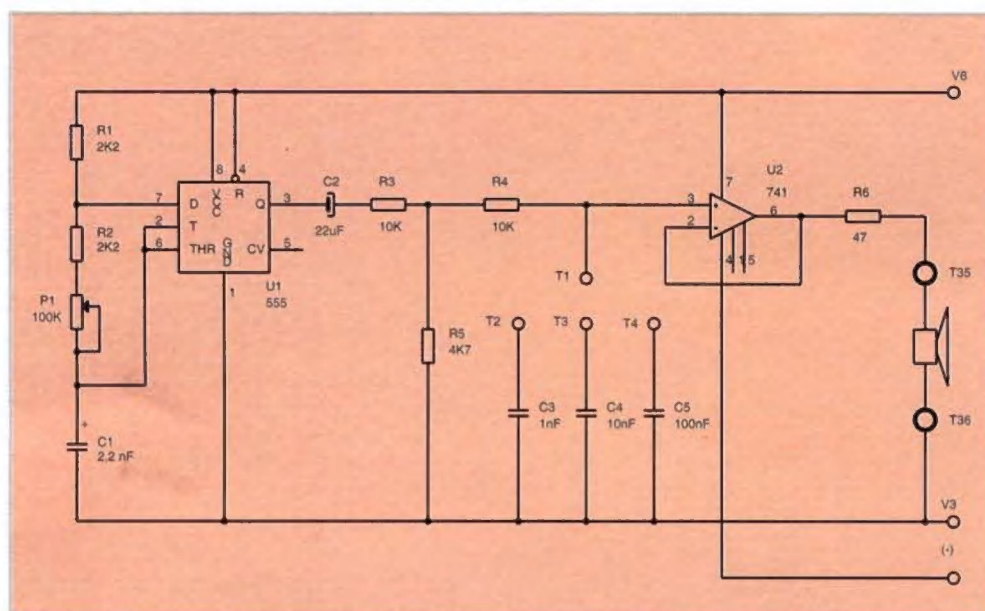 V6
R1
2K2
8
4
V
C
C
R
7
D
Q
3
2
T
R2
2K2
6
THR
G
N
D
CV
5
U1
555
1
P1
100K
+
C1
2,2 nF
C2
22uF
R3
10K
R4
10K
R5
4K7
T1
T2
T3
T4
C3
1nF
C4
10nF
C5
100nF
7
U2
741
3
2
6
4
1
5
R6
47
T35
T36
V3
(-)